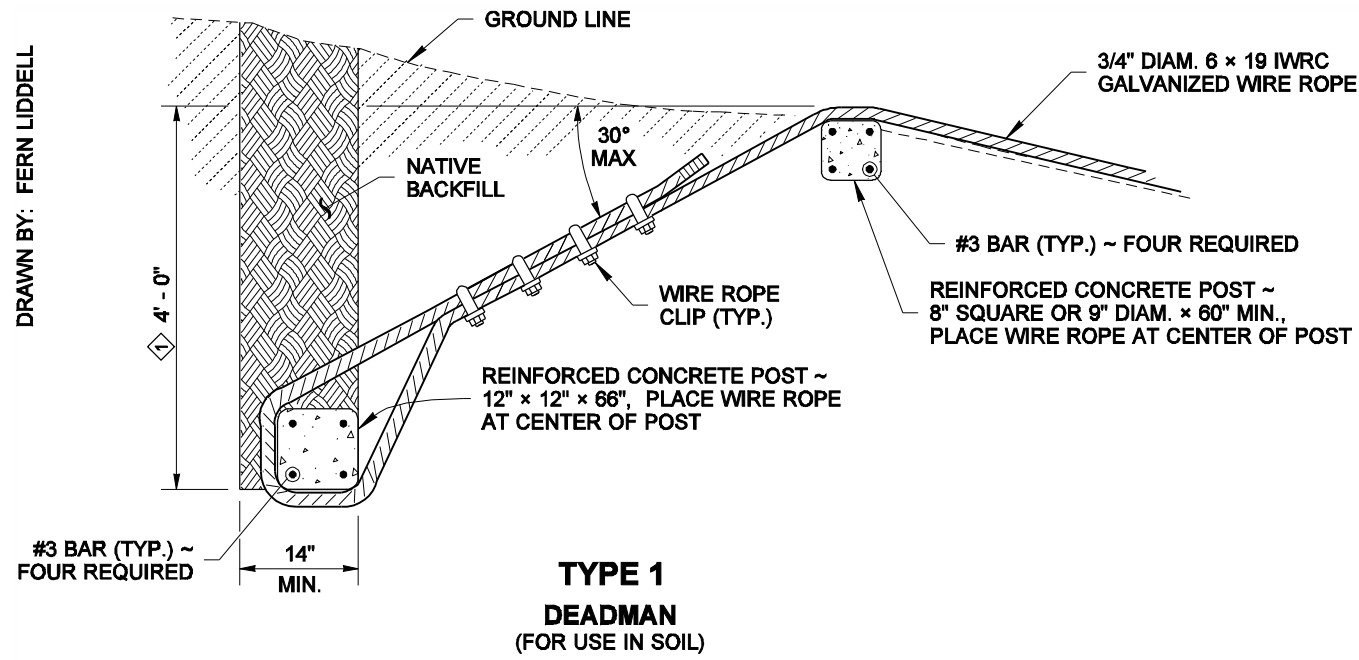 DRAWN BY: FERN LIDDELL
GROUND LINE
3/4" DIAM. 6 × 19 IWRC
GALVANIZED WIRE ROPE
30°
MAX
NATIVE
BACKFILL
#3 BAR (TYP.) ~ FOUR REQUIRED
1 4' - 0"
WIRE ROPE
CLIP (TYP.)
REINFORCED CONCRETE POST ~
8" SQUARE OR 9" DIAM. × 60" MIN.,
PLACE WIRE ROPE AT CENTER OF POST
REINFORCED CONCRETE POST ~
12" × 12" × 66", PLACE WIRE ROPE
AT CENTER OF POST
#3 BAR (TYP.) ~
FOUR REQUIRED
14"
MIN.
TYPE 1
DEADMAN
(FOR USE IN SOIL)